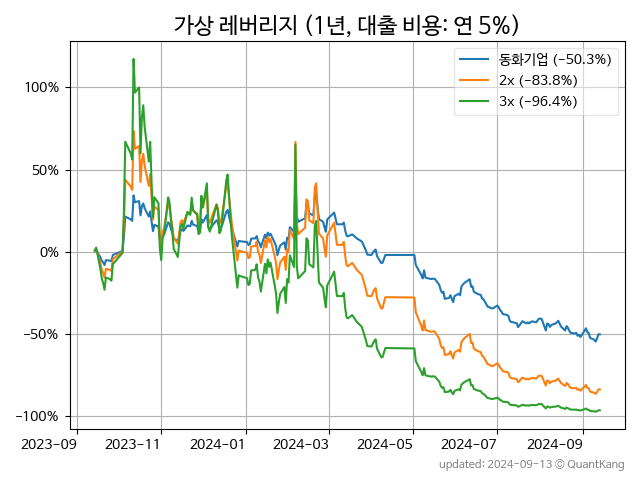 가상 레버리지 (1년, 대출 비용: 연 5%)
동화기업 (−50.3%)
2x (−83.8%)
3x (−96.4%)
100%
50%
0%
−50%
−100%
2023-09
2023-11
2024-01
2024-03
2024-05
2024-07
2024-09
updated: 2024-09-13 © QuantKang